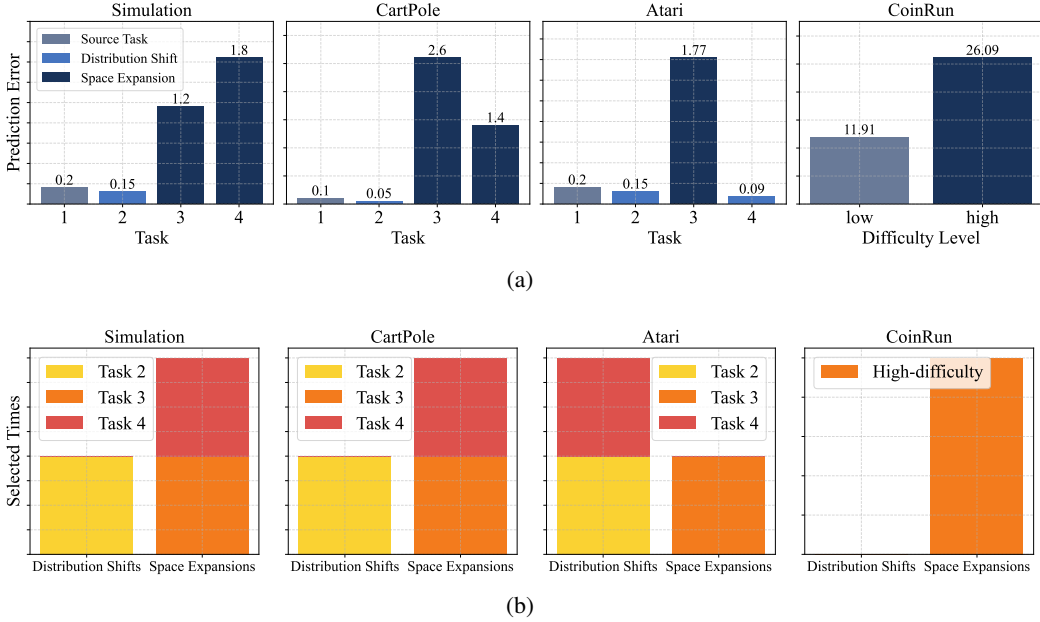 Simulation
CartPole
Atari
CoinRun
Prediction Error
Source Task
Distribution Shift
Space Expansion
0.2
0.15
1.2
1.8
0.1
0.05
2.6
1.4
0.2
0.15
1.77
0.09
11.91
26.09
1 2 3 4
1 2 3 4
1 2 3 4
low high
Task
Task
Task
Difficulty Level
(a)
Simulation
CartPole
Atari
CoinRun
Selected Times
Task 2
Task 3
Task 4
Task 2
Task 3
Task 4
Task 2
Task 3
Task 4
High-difficulty
Distribution Shifts Space Expansions
Distribution Shifts Space Expansions
Distribution Shifts Space Expansions
Distribution Shifts Space Expansions
(b)